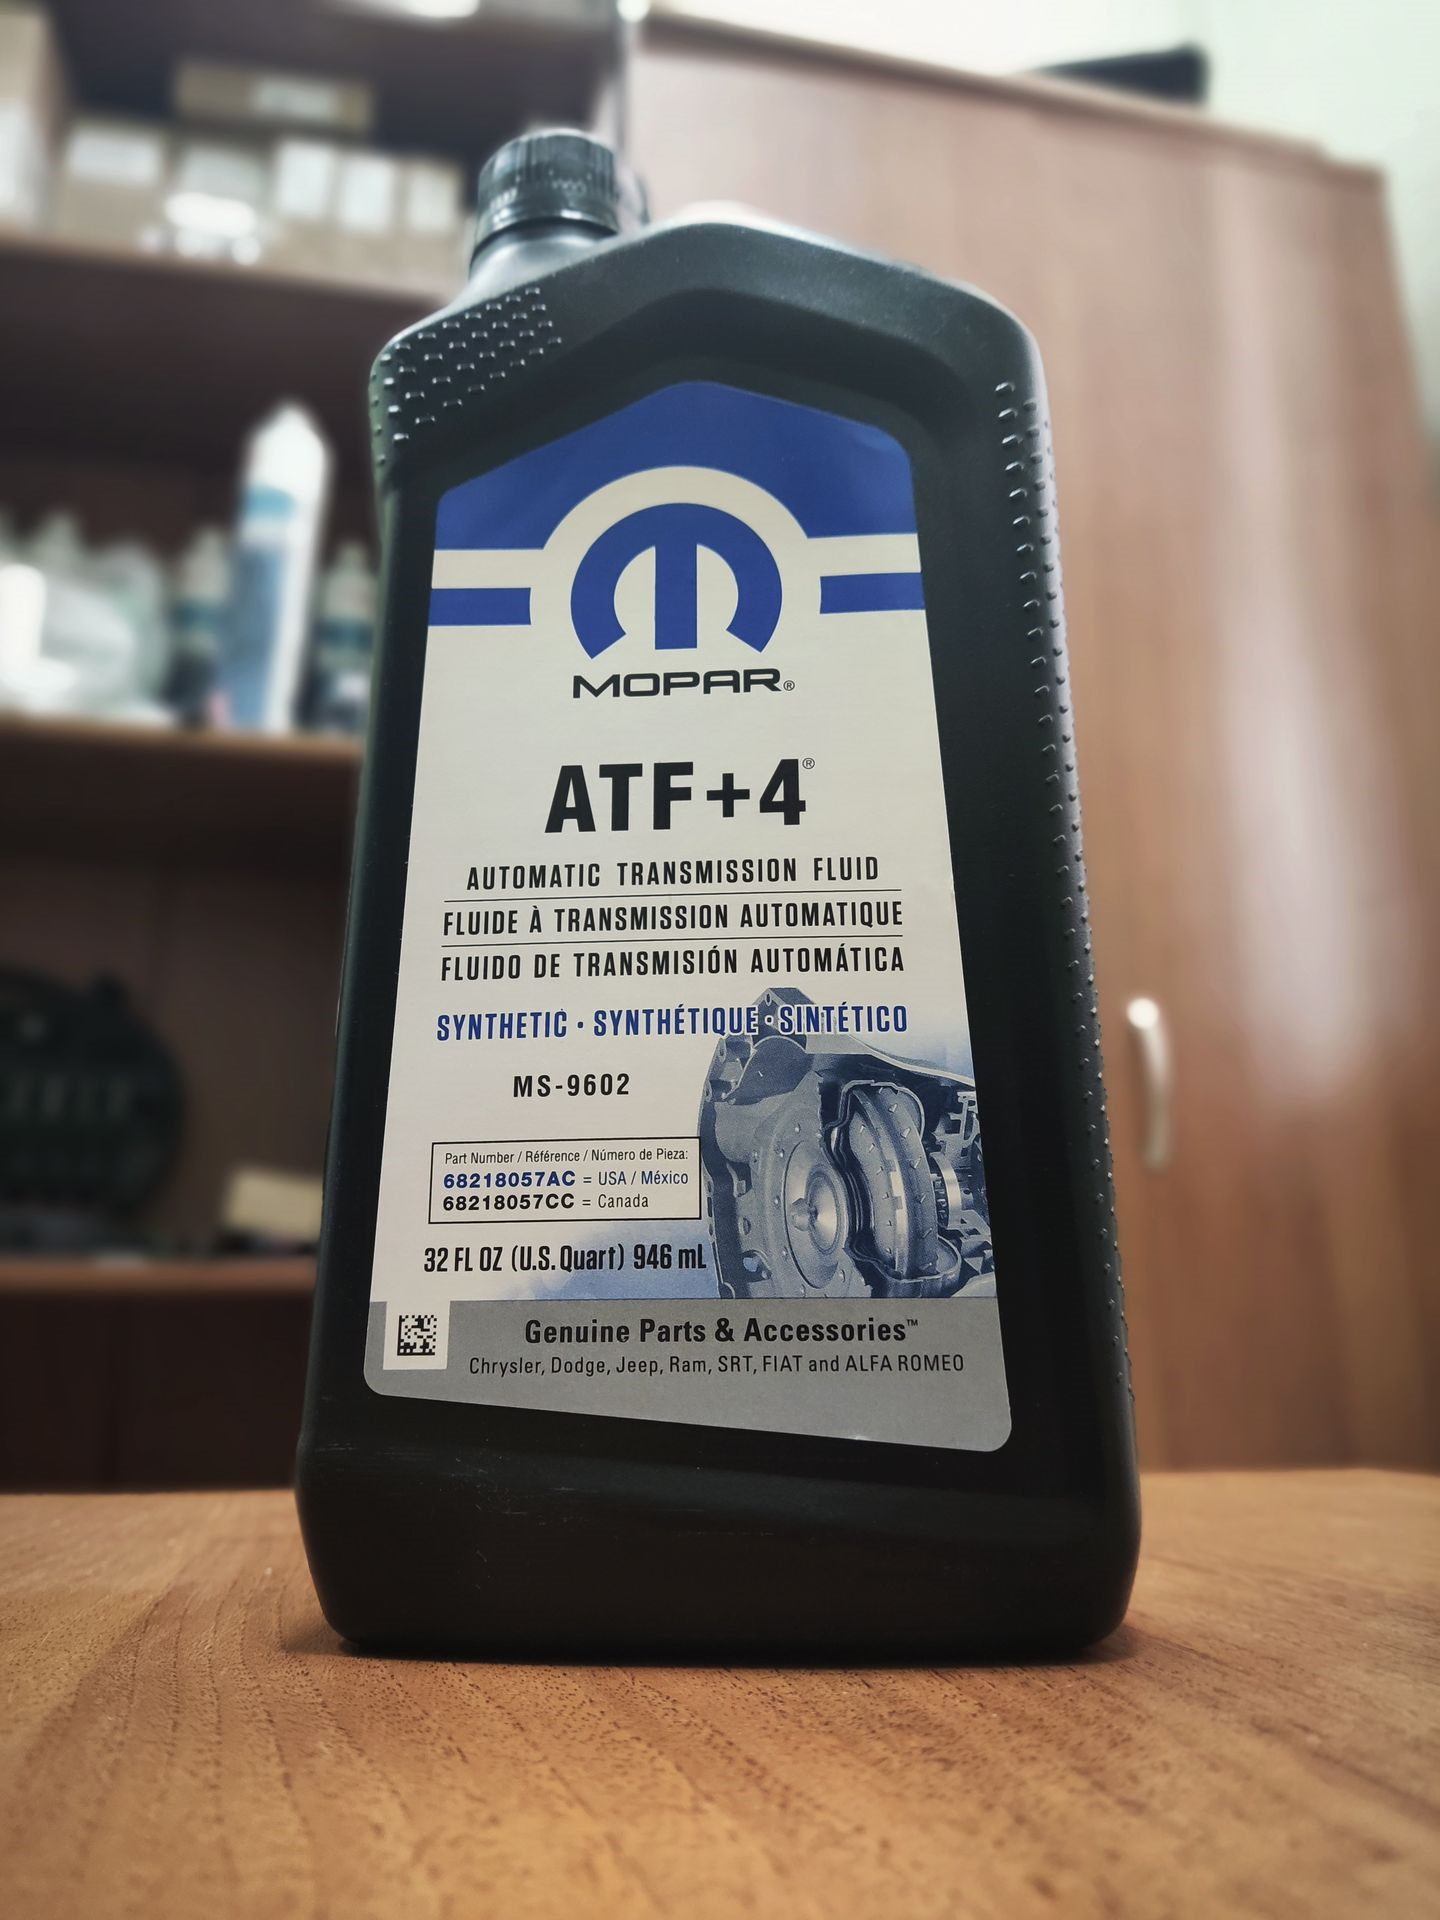 MOPAR®
ATF+4®
AUTOMATIC TRANSMISSION FLUID
FLUIDE À TRANSMISSION AUTOMATIQUE
FLUIDO DE TRANSMISIÓN AUTOMÁTICA
SYNTHETIC · SYNTHÉTIQUE · SINTÉTICO
MS-9602
Part Number / Référence / Número de Pieza:
68218057AC = USA / México
68218057CC = Canada
32 FL OZ (U.S. Quart) 946 mL
Genuine Parts & Accessories™
Chrysler, Dodge, Jeep, Ram, SRT, FIAT and ALFA ROMEO